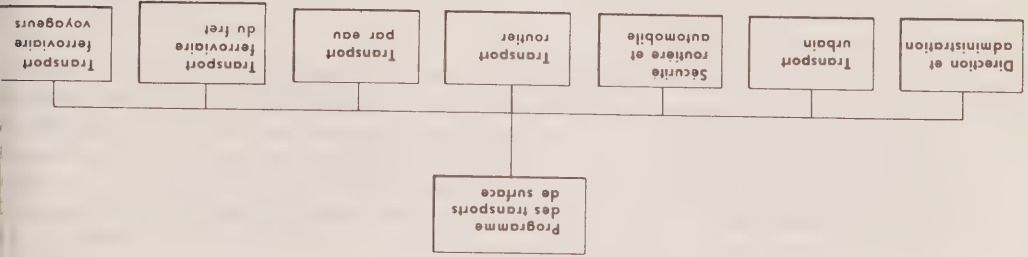 Programme
des transports
de surface
Direction et
administration
Transport
urbain
Sécurité
routière et
automobile
Transport
routier
Transport
par eau
Transport
ferroviaire
du fret
Transport
ferroviaire
voyageurs